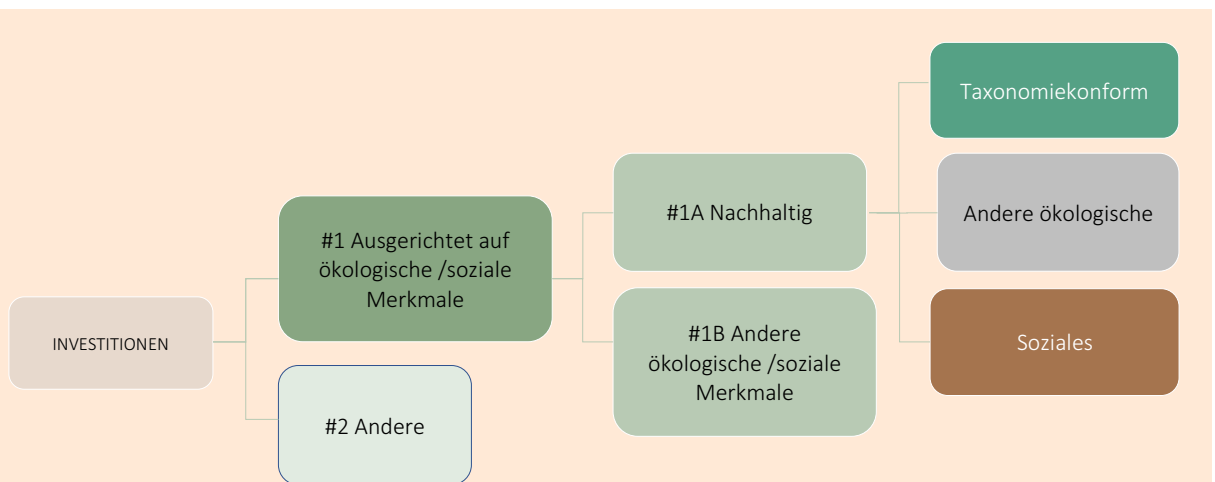 INVESTITIONEN
#1 Ausgerichtet auf
ökologische /soziale
Merkmale
#2 Andere
#1A Nachhaltig
#1B Andere
ökologische /soziale
Merkmale
Taxonomiekonform
Andere ökologische
Soziales